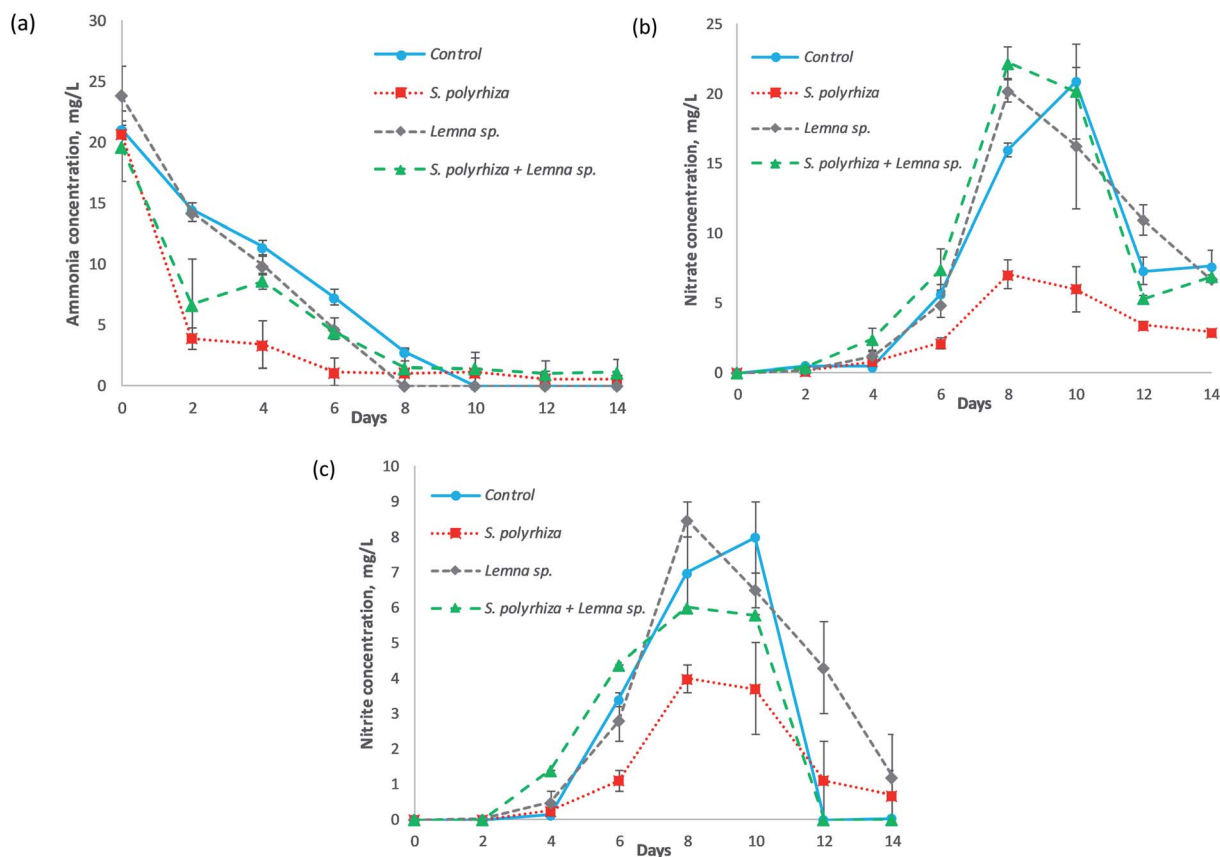 (a)
Ammonia concentration, mg/L
30
25
20
15
10
5
0
0 2 4 6 8 10 12 14
Days
Control
S. polyrhiza
Lemna sp.
S. polyrhiza + Lemna sp.
(b)
Nitrate concentration, mg/L
25
20
15
10
5
0
0 2 4 6 8 10 12 14
Days
Control
S. polyrhiza
Lemna sp.
S. polyrhiza + Lemna sp.
(c)
Nitrite concentration, mg/L
10
9
8
7
6
5
4
3
2
1
0
0 2 4 6 8 10 12 14
Days
Control
S. polyrhiza
Lemna sp.
S. polyrhiza + Lemna sp.